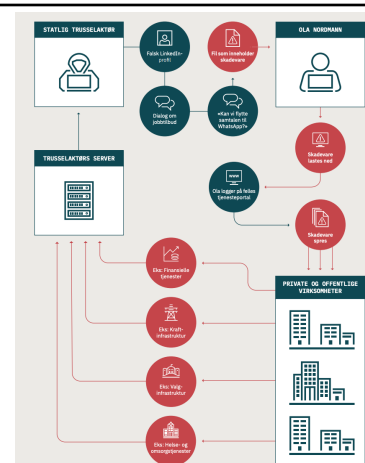 STATLIG TRUSSELAKTØR
Falsk LinkedIn-
profil
Fil som inneholder
skadevare
OLA NORDMANN
Dialog om
jobbtilbud
«Kan vi flytte
samtalen til
WhatsApp?»
Skadevare
lastes ned
TRUSSELAKTØRS SERVER
www
Ola logger på felles
tjenesteportal
Skadevare
spres
Eks: Finansielle
tjenester
PRIVATE OG OFFENTLIGE
VIRKSOMHETER
Eks: Kraft-
infrastruktur
Eks: Valg-
infrastruktur
Eks: Helse- og
omsorgstjenester